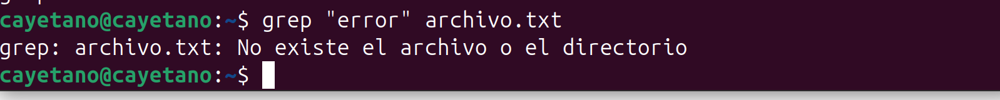 cayetano@cayetano:~$ grep "error" archivo.txt
grep: archivo.txt: No existe el archivo o el directorio
cayetano@cayetano:~$